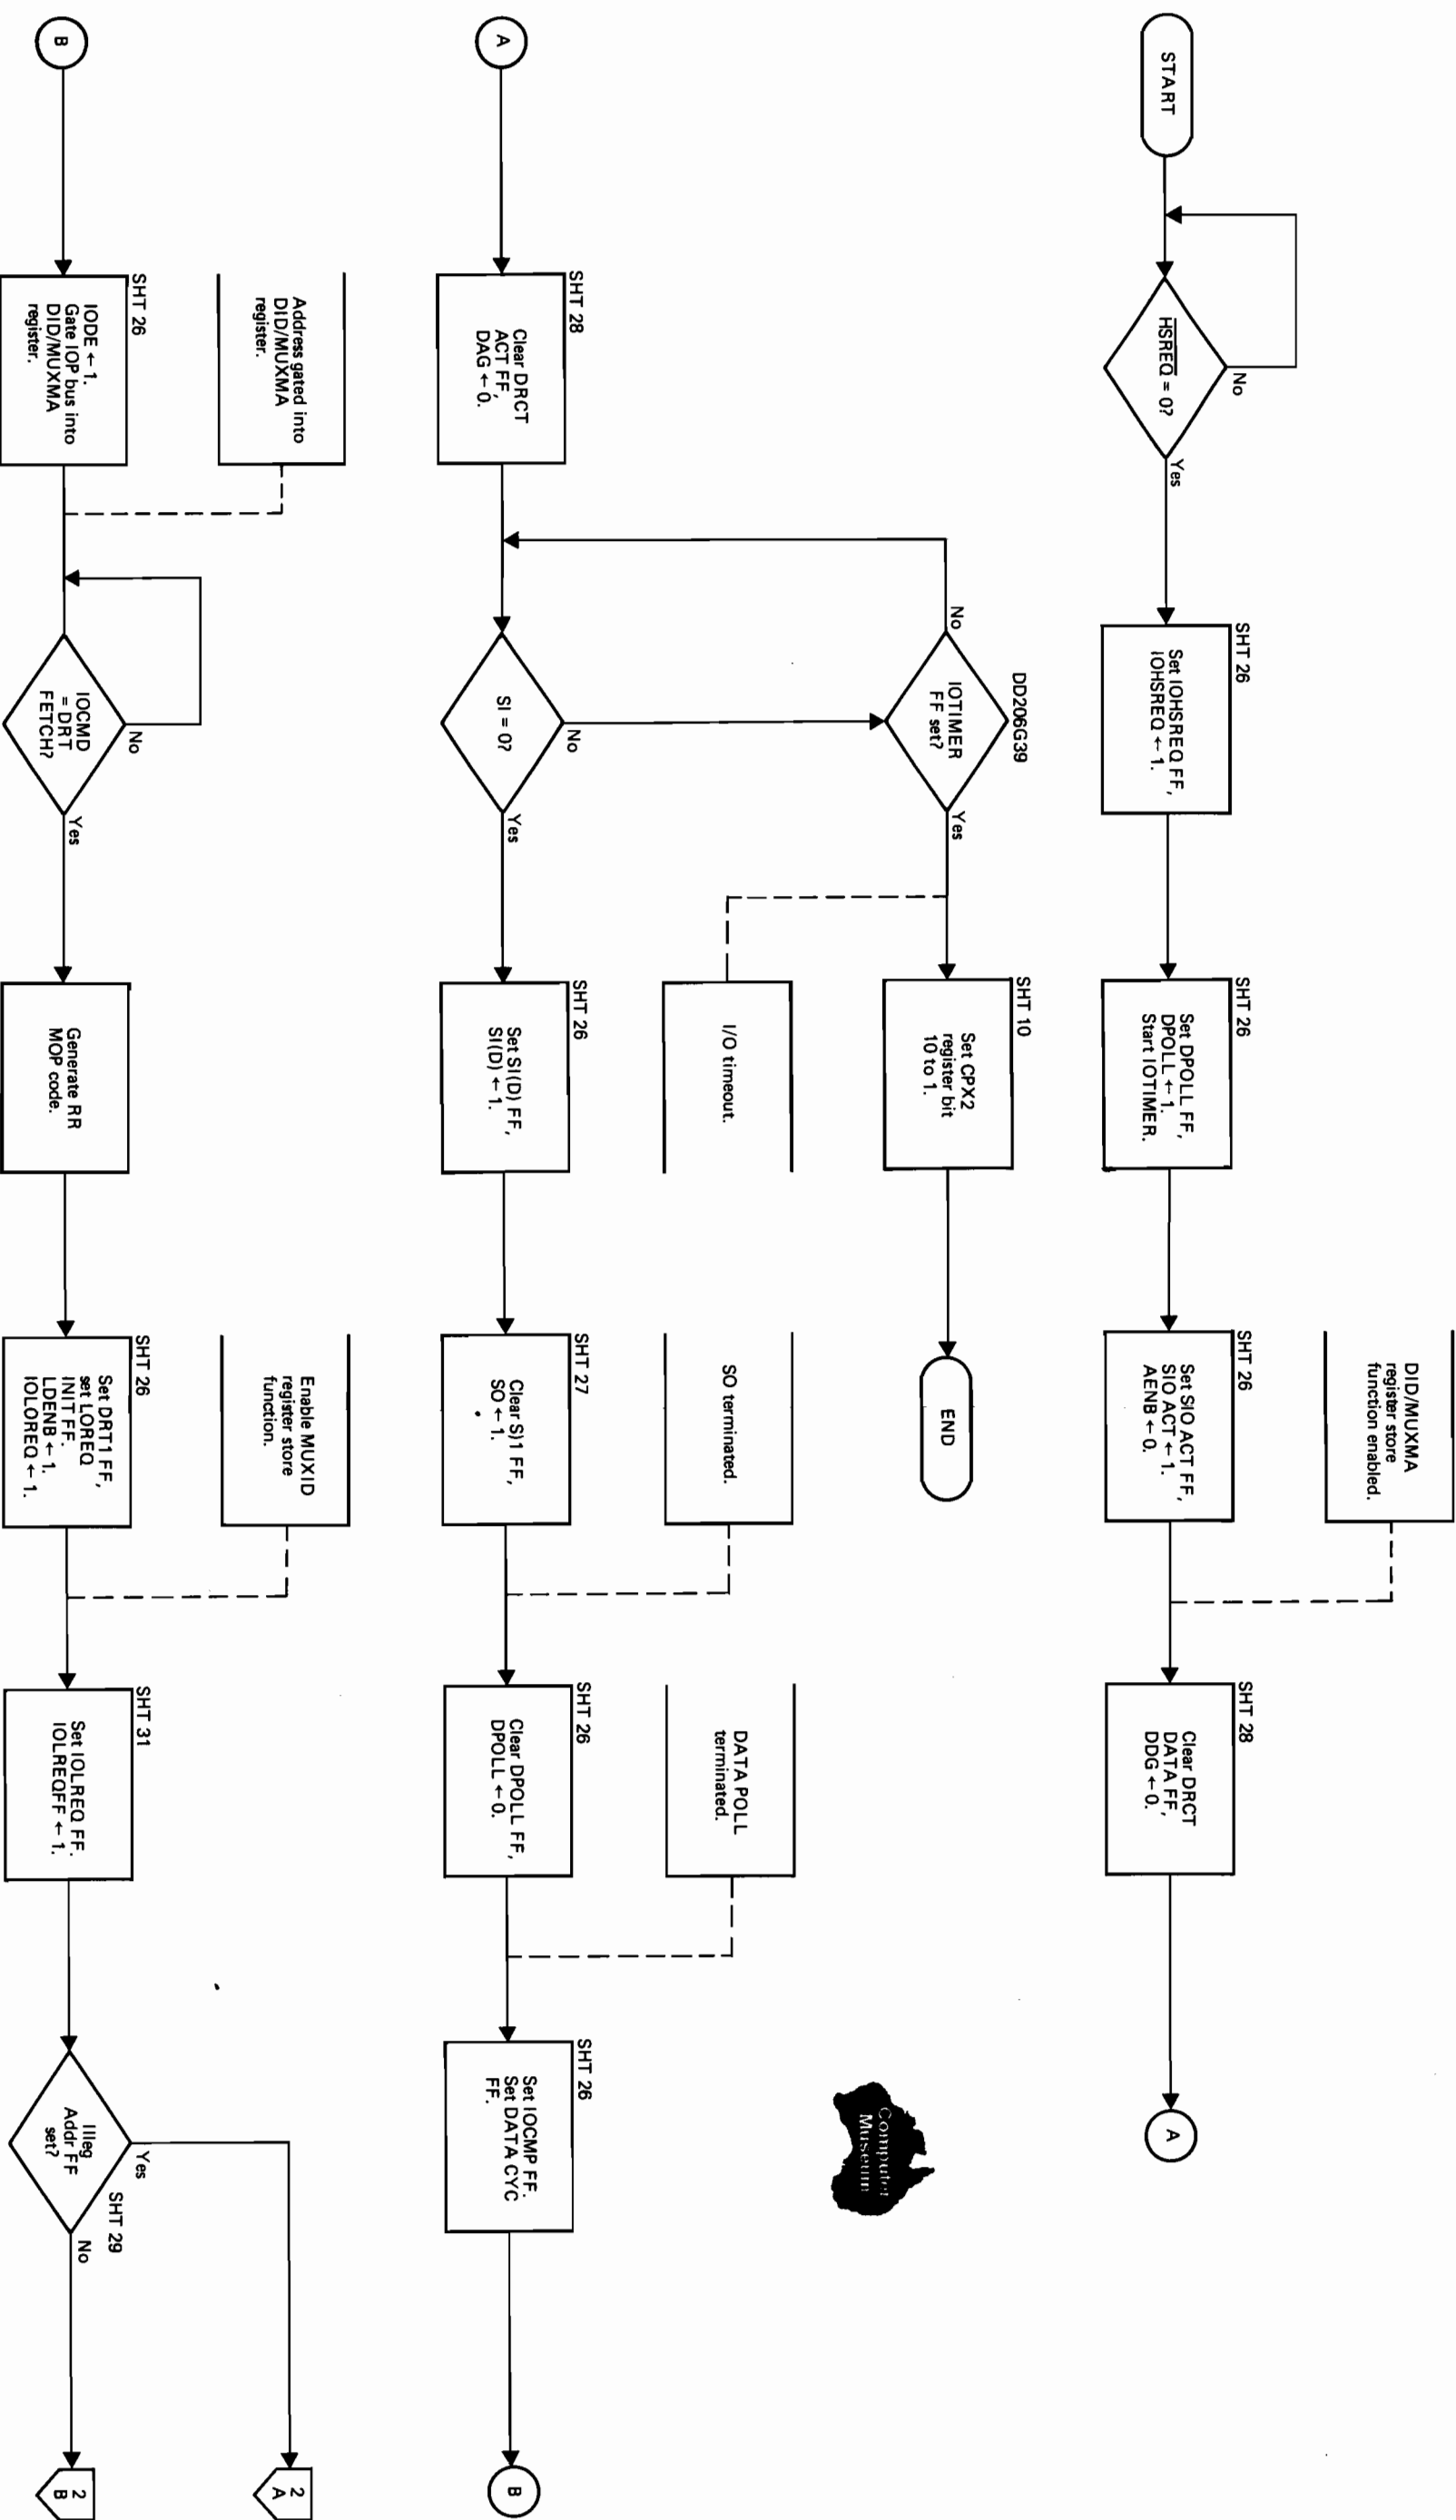 START
HSREQ = 0?
No
Yes
SHT 26
Set IOHSREQ FF,
IOHSREQ ← 1.
SHT 26
Set DPOLL FF,
DPOLL ← 1.
Start IOTIMER.
DID/MUXMA
register store
function enabled.
SHT 26
Set SIO ACT FF,
SIO ACT ← 1.
AENB ← 0.
SHT 28
Clear DRCT
DATA FF,
DDG ← 0.
A
DD206G39
IOTIMER
FF set?
No
Yes
SHT 10
Set CPX2
register bit
10 to 1.
END
I/O timeout.
SO terminated.
DATA POLL
terminated.
Computer
Museum
A
SHT 28
Clear DRCT
ACT FF,
DAG ← 0.
SI = 0?
No
Yes
SHT 26
Set SI(D) FF,
SI(D) ← 1.
SHT 27
Clear S)1 FF,
SO ← 1.
SHT 26
Clear DPOLL FF,
DPOLL ← 0.
SHT 26
Set IOCMP FF.
Set DATA CYC
FF.
B
Address gated into
DID/MUXMA
register.
Enable MUXID
register store
function.
B
SHT 26
IODE ← 1.
Gate IOP bus into
DID/MUXMA
register.
IOCMD
= DRT
FETCH?
No
Yes
Generate RR
MOP code.
SHT 26
Set DRT1 FF,
set LOREQ
INIT FF.
LDENB ← 1.
IOLOREQ ← 1.
SHT 31
Set IOLREQ FF.
IOLREQFF ← 1.
Illeg
Addr FF
set?
SHT 29
Yes
No
2
A
2
B